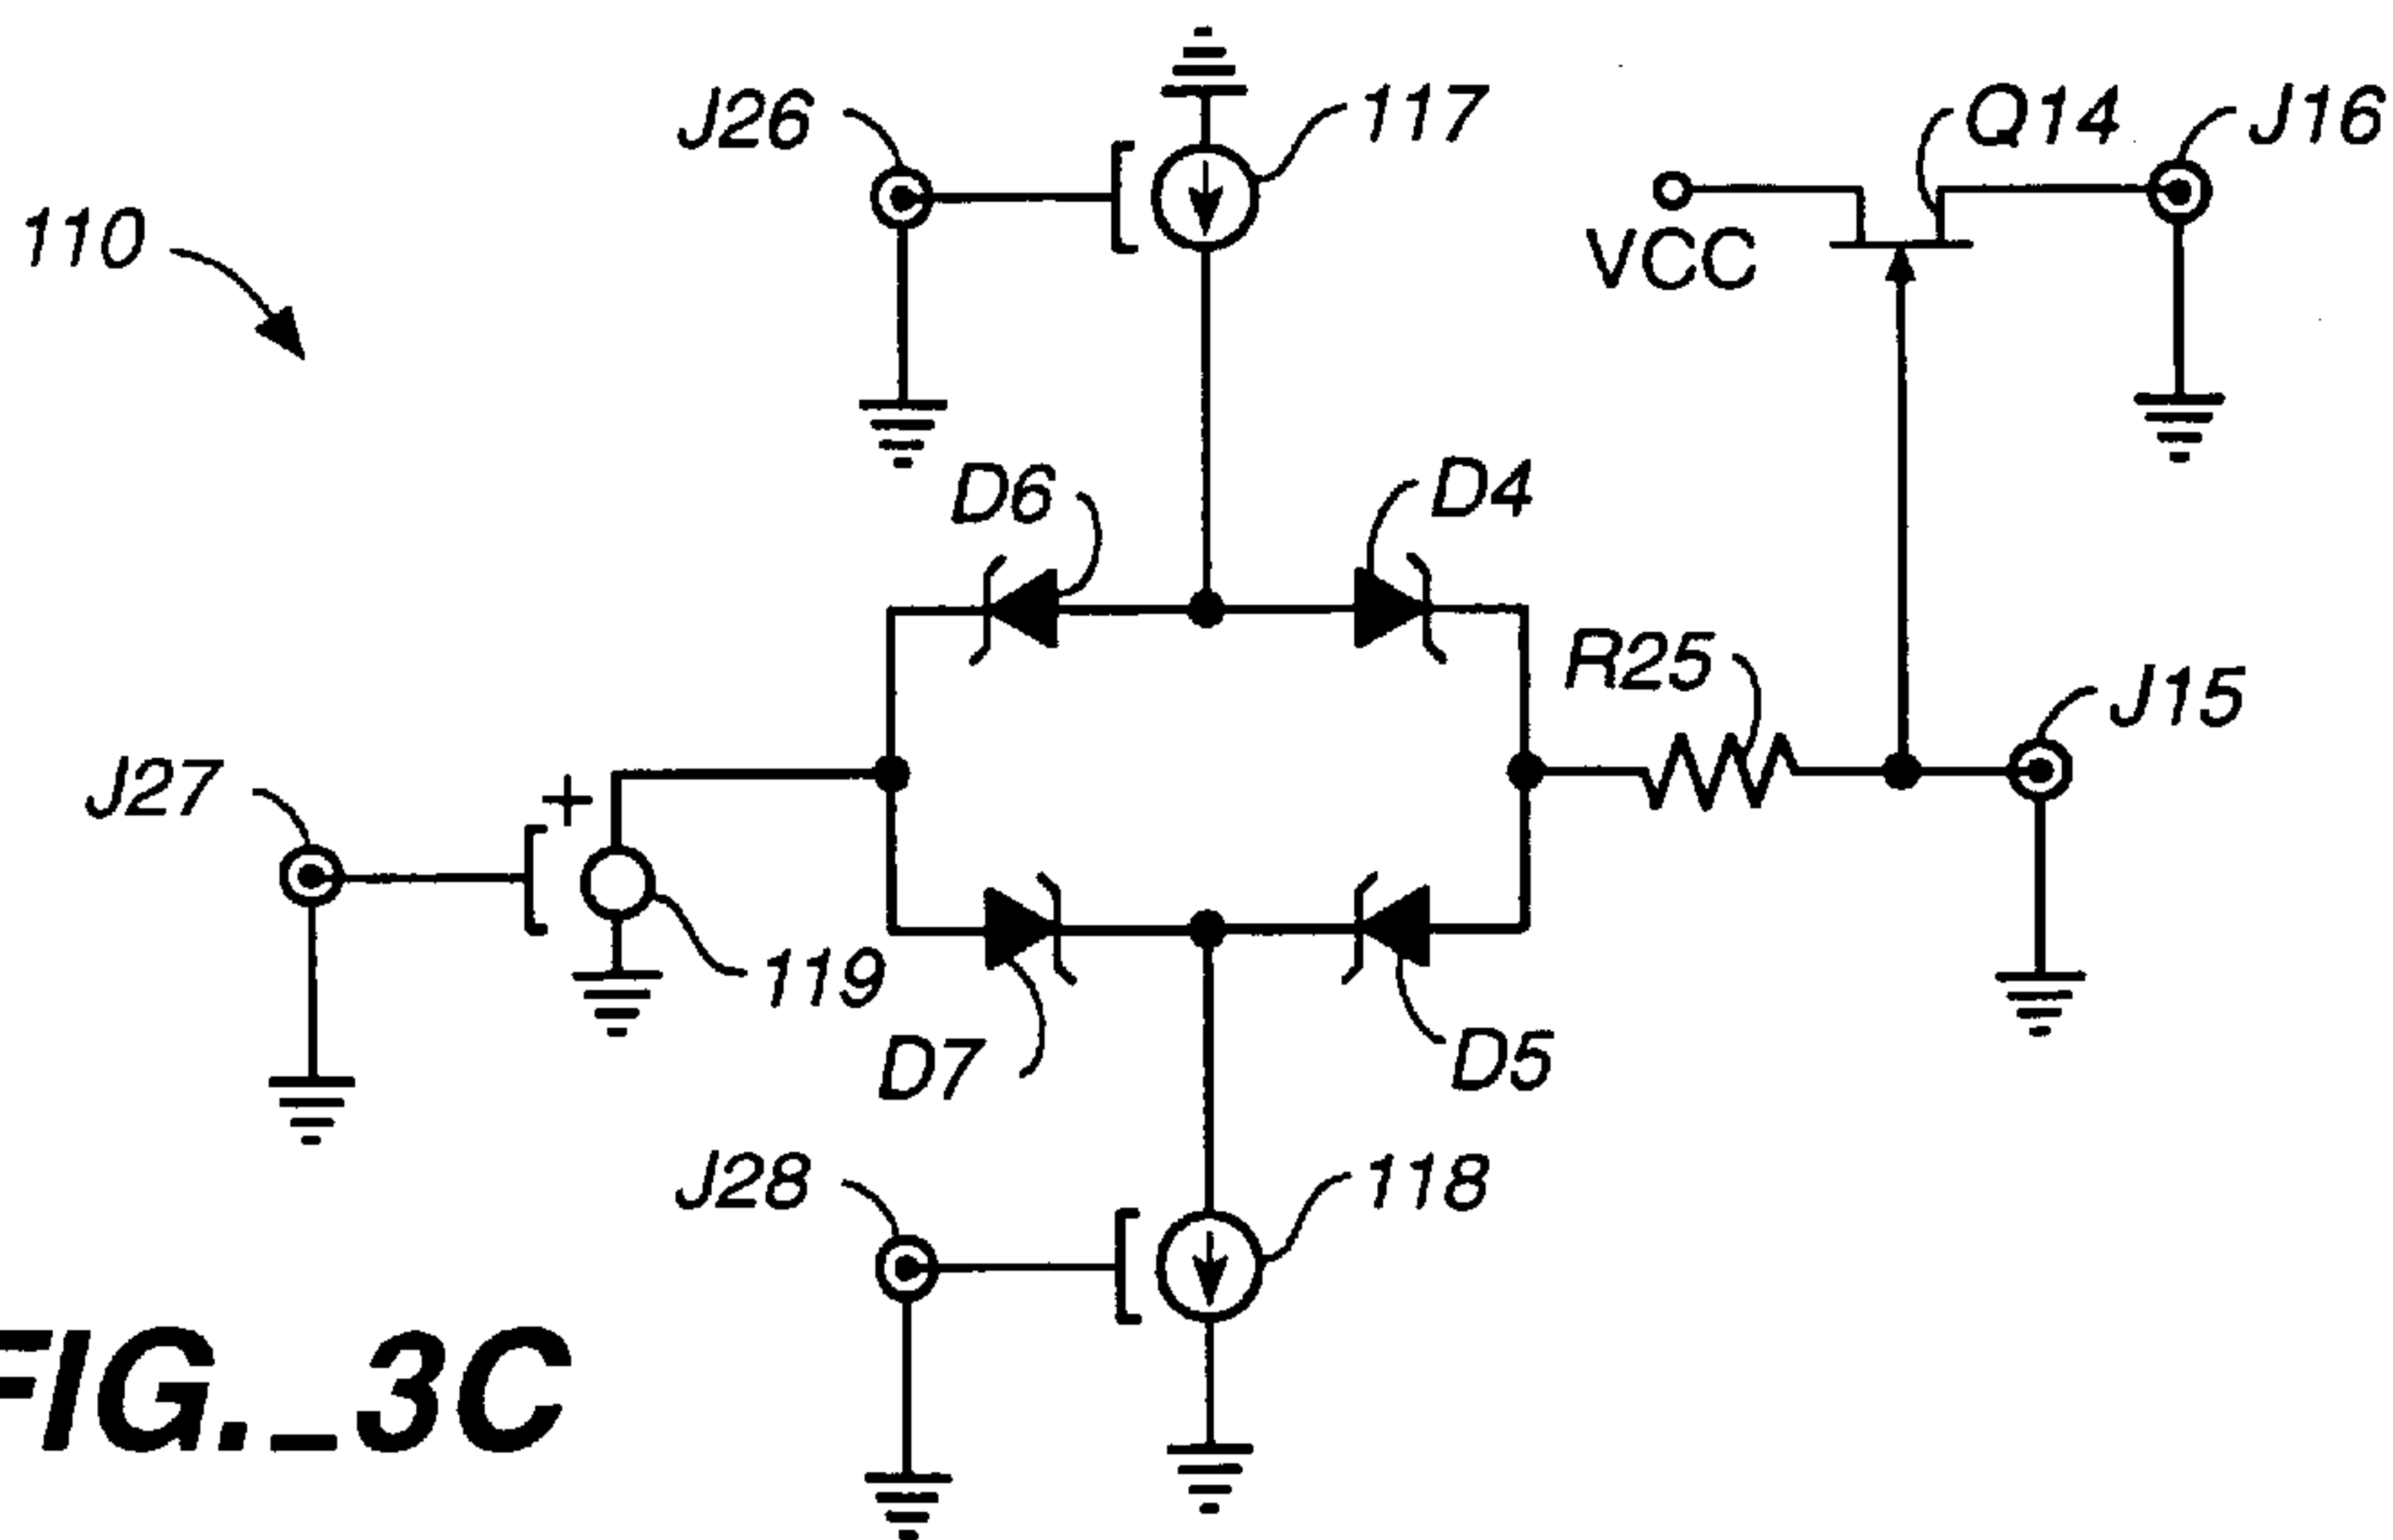 J26
117
Q14
J16
110
VCC
D6
D4
R25
J15
J27
+
119
D7
D5
J28
118
FIG._3C